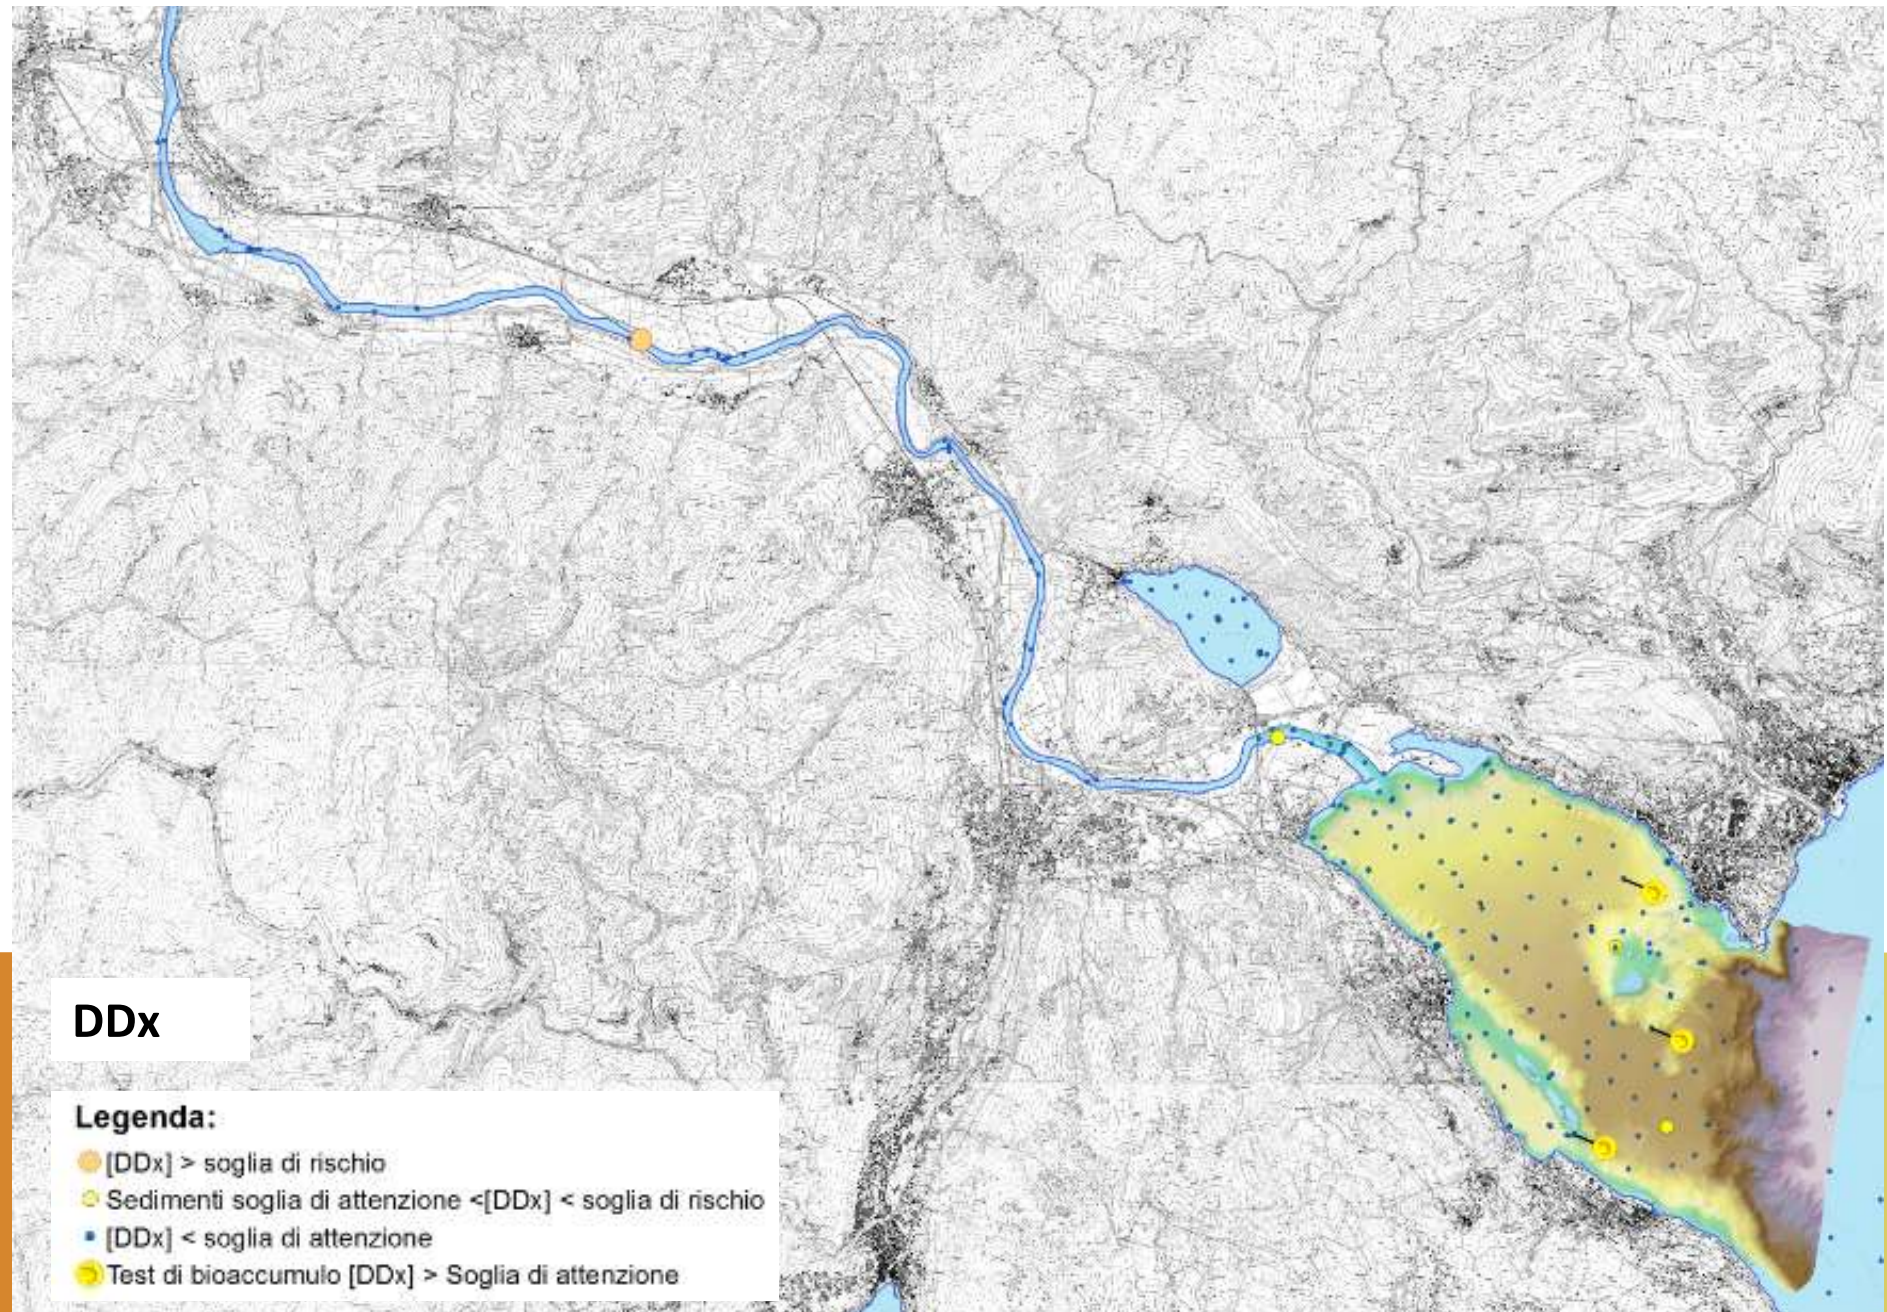 DDx
Legenda:
[DDx] > soglia di rischio
Sedimenti soglia di attenzione <[DDx] < soglia di rischio
[DDx] < soglia di attenzione
Test di bioaccumulo [DDx] > Soglia di attenzione